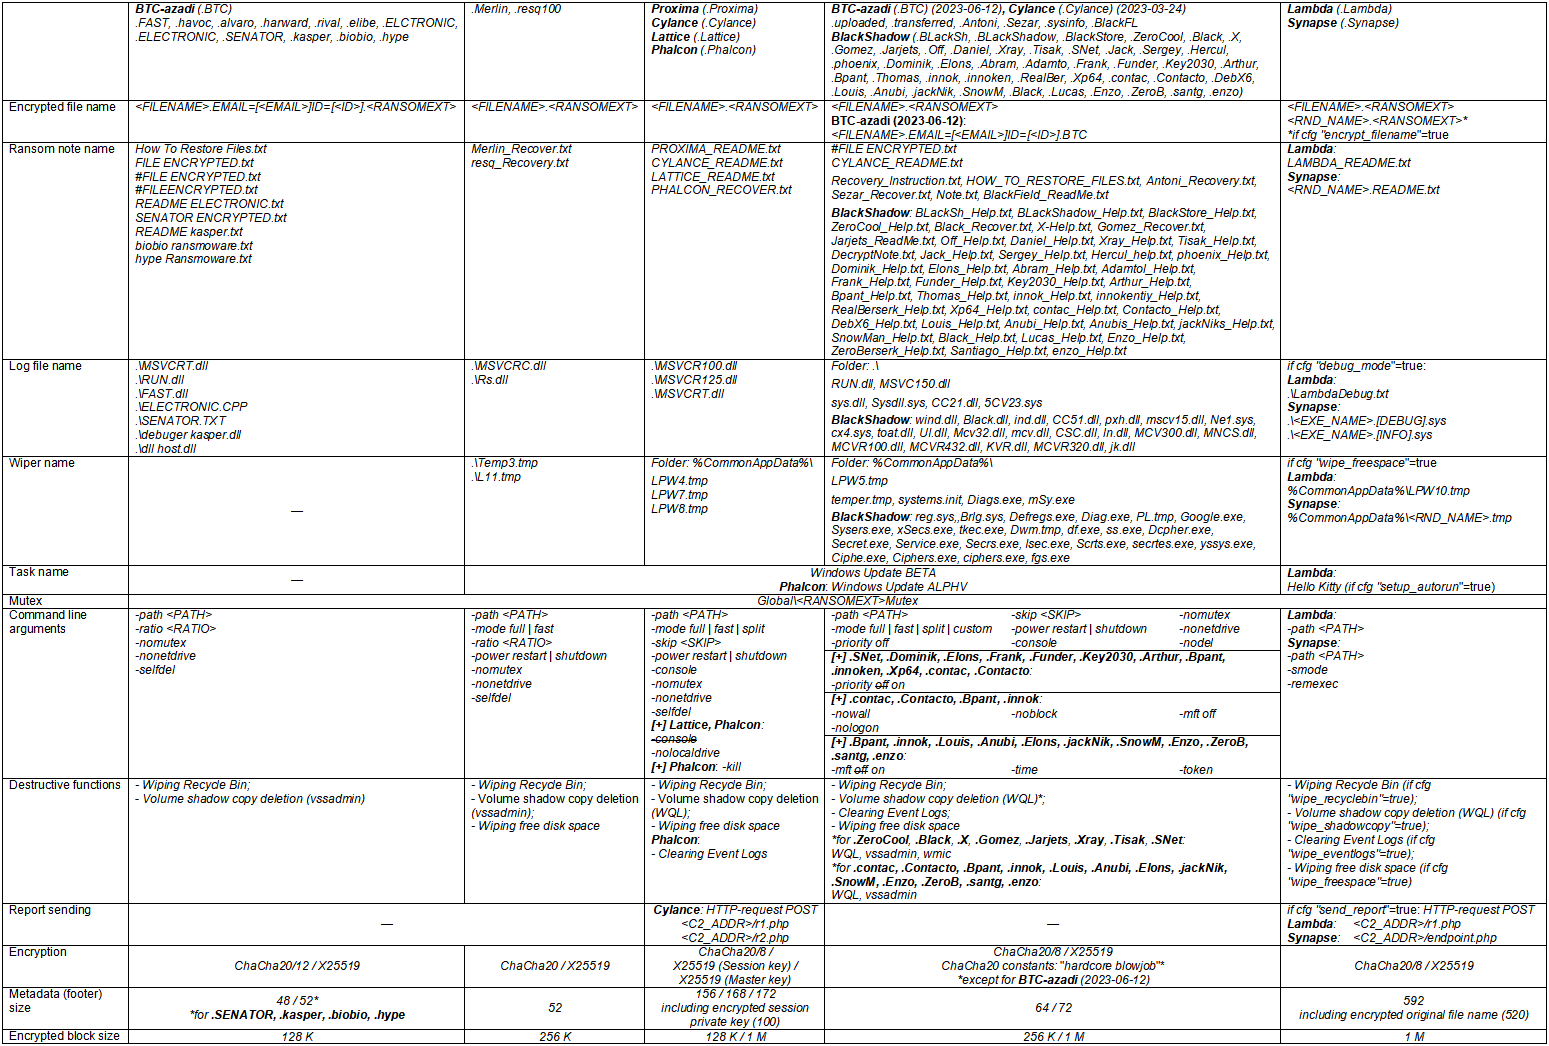 BTC-azadi (.BTC)
.FAST, .havoc, .alvaro, .harward, .rival, .elibe, .ELCTRONIC,
.ELECTRONIC, .SENATOR, .kasper, .biobio, .hype
.Merlin, .resq100
Proxima (.Proxima)
Cylance (.Cylance)
Lattice (.Lattice)
Phalcon (.Phalcon)
BTC-azadi (.BTC) (2023-06-12), Cylance (.Cylance) (2023-03-24)
.uploaded, .transferred, .Antoni, .Sezar, .sysinfo, .BlackFL
BlackShadow (.BLackSh, .BLackShadow, .BlackStore, .ZeroCool, .Black, .X,
.Gomez, .Jarjets, .Off, .Daniel, .Xray, .Tisak, .SNet, .Jack, .Sergey, .Hercul,
.phoenix, .Dominik, .Elons, .Abram, .Adamto, .Frank, .Funder, .Key2030, .Arthur,
.Bpant, .Thomas, .innok, .innoken, .RealBer, .Xp64, .contac, .Contacto, .DebX6,
.Louis, .Anubi, .jackNik, .SnowM, .Black, .Lucas, .Enzo, .ZeroB, .santg, .enzo)
Lambda (.Lambda)
Synapse (.Synapse)
Encrypted file name
<FILENAME>.EMAIL=[<EMAIL>]ID=[<ID>].<RANSOMEXT>
<FILENAME>.<RANSOMEXT>
<FILENAME>.<RANSOMEXT>
<FILENAME>.<RANSOMEXT>
BTC-azadi (2023-06-12):
<FILENAME>.EMAIL=[<EMAIL>]ID=[<ID>].BTC
<FILENAME>.<RANSOMEXT>
<RND_NAME>.<RANSOMEXT>*
*if cfg "encrypt_filename"=true
Ransom note name
How To Restore Files.txt
FILE ENCRYPTED.txt
#FILE ENCRYPTED.txt
#FILEENCRYPTED.txt
README ELECTRONIC.txt
SENATOR ENCRYPTED.txt
README kasper.txt
biobio ransmoware.txt
hype Ransmoware.txt
Merlin_Recover.txt
resq_Recovery.txt
PROXIMA_README.txt
CYLANCE_README.txt
LATTICE_README.txt
PHALCON_RECOVER.txt
#FILE ENCRYPTED.txt
CYLANCE_README.txt
Recovery_Instruction.txt, HOW_TO_RESTORE_FILES.txt, Antoni_Recovery.txt,
Sezar_Recover.txt, Note.txt, BlackField_ReadMe.txt
BlackShadow: BLackSh_Help.txt, BLackShadow_Help.txt, BlackStore_Help.txt,
ZeroCool_Help.txt, Black_Recover.txt, X-Help.txt, Gomez_Recover.txt,
Jarjets_ReadMe.txt, Off_Help.txt, Daniel_Help.txt, Xray_Help.txt, Tisak_Help.txt,
DecryptNote.txt, Jack_Help.txt, Sergey_Help.txt, Hercul_help.txt, phoenix_Help.txt,
Dominik_Help.txt, Elons_Help.txt, Abram_Help.txt, Adamtol_Help.txt,
Frank_Help.txt, Funder_Help.txt, Key2030_Help.txt, Arthur_Help.txt,
Bpant_Help.txt, Thomas_Help.txt, innok_Help.txt, innokentiy_Help.txt,
RealBerserk_Help.txt, Xp64_Help.txt, contac_Help.txt, Contacto_Help.txt,
DebX6_Help.txt, Louis_Help.txt, Anubi_Help.txt, Anubis_Help.txt, jackNiks_Help.txt,
SnowMan_Help.txt, Black_Help.txt, Lucas_Help.txt, Enzo_Help.txt,
ZeroBerserk_Help.txt, Santiago_Help.txt, enzo_Help.txt
Lambda:
LAMBDA_README.txt
Synapse:
<RND_NAME>.README.txt
Log file name
.\MSVCRT.dll
.\RUN.dll
.\FAST.dll
.\ELECTRONIC.CPP
.\SENATOR.TXT
.\debuger kasper.dll
.\dll host.dll
.\MSVCRC.dll
.\Rs.dll
.\MSVCR100.dll
.\MSVCR125.dll
.\MSVCRT.dll
Folder: .\
RUN.dll, MSVC150.dll
sys.dll, Sysdll.sys, CC21.dll, 5CV23.sys
BlackShadow: wind.dll, Black.dll, ind.dll, CC51.dll, pxh.dll, mscv15.dll, Ne1.sys,
cx4.sys, toat.dll, UI.dll, Mcv32.dll, mcv.dll, CSC.dll, In.dll, MCV300.dll, MNCS.dll,
MCVR100.dll, MCVR432.dll, KVR.dll, MCVR320.dll, jk.dll
if cfg "debug_mode"=true:
Lambda:
.\LambdaDebug.txt
Synapse:
.\<EXE_NAME>.[DEBUG].sys
.\<EXE_NAME>.[INFO].sys
Wiper name
—
.\Temp3.tmp
.\L11.tmp
Folder: %CommonAppData%\
LPW4.tmp
LPW7.tmp
LPW8.tmp
Folder: %CommonAppData%\
LPW5.tmp
temper.tmp, systems.init, Diags.exe, mSy.exe
BlackShadow: reg.sys,,Brlg.sys, Defregs.exe, Diag.exe, PL.tmp, Google.exe,
Sysers.exe, xSecs.exe, tkec.exe, Dwm.tmp, df.exe, ss.exe, Dcpher.exe,
Secret.exe, Service.exe, Secrs.exe, lsec.exe, Scrts.exe, secrtes.exe, yssys.exe,
Ciphe.exe, Ciphers.exe, ciphers.exe, fgs.exe
if cfg "wipe_freespace"=true
Lambda:
%CommonAppData%\LPW10.tmp
Synapse:
%CommonAppData%\<RND_NAME>.tmp
Task name
—
Windows Update BETA
Phalcon: Windows Update ALPHV
Lambda:
Hello Kitty (if cfg "setup_autorun"=true)
Mutex
Global\<RANSOMEXT>Mutex
Command line
arguments
-path <PATH>
-ratio <RATIO>
-nomutex
-nonetdrive
-selfdel
-path <PATH>
-mode full | fast
-ratio <RATIO>
-power restart | shutdown
-nomutex
-nonetdrive
-selfdel
-path <PATH>
-mode full | fast | split
-skip <SKIP>
-power restart | shutdown
-console
-nomutex
-nonetdrive
-selfdel
[+] Lattice, Phalcon:
-console
-nolocaldrive
[+] Phalcon: -kill
-path <PATH> -skip <SKIP> -nomutex
-mode full | fast | split | custom -power restart | shutdown -nonetdrive
-priority off -console -nodel
[+] .SNet, .Dominik, .Elons, .Frank, .Funder, .Key2030, .Arthur, .Bpant,
.innoken, .Xp64, .contac, .Contacto:
-priority off on
[+] .contac, .Contacto, .Bpant, .innok:
-nowall -noblock -mft off
-nologon
[+] .Bpant, .innok, .Louis, .Anubi, .Elons, .jackNik, .SnowM, .Enzo, .ZeroB,
.santg, .enzo:
-mft off on -time -token
Lambda:
-path <PATH>
Synapse:
-path <PATH>
-smode
-remexec
Destructive functions
- Wiping Recycle Bin;
- Volume shadow copy deletion (vssadmin)
- Wiping Recycle Bin;
- Volume shadow copy deletion
(vssadmin);
- Wiping free disk space
- Wiping Recycle Bin;
- Volume shadow copy deletion
(WQL);
- Wiping free disk space
Phalcon:
- Clearing Event Logs
- Wiping Recycle Bin;
- Volume shadow copy deletion (WQL)*;
- Clearing Event Logs;
- Wiping free disk space
*for .ZeroCool, .Black, .X, .Gomez, .Jarjets, .Xray, .Tisak, .SNet:
WQL, vssadmin, wmic
*for .contac, .Contacto, .Bpant, .innok, .Louis, .Anubi, .Elons, .jackNik,
.SnowM, .Enzo, .ZeroB, .santg, .enzo:
WQL, vssadmin
- Wiping Recycle Bin (if cfg
"wipe_recyclebin"=true);
- Volume shadow copy deletion (WQL) (if cfg
"wipe_shadowcopy"=true);
- Clearing Event Logs (if cfg
"wipe_eventlogs"=true);
- Wiping free disk space (if cfg
"wipe_freespace"=true)
Report sending
—
Cylance: HTTP-request POST
<C2_ADDR>/r1.php
<C2_ADDR>/r2.php
—
if cfg "send_report"=true: HTTP-request POST
Lambda: <C2_ADDR>/r1.php
Synapse: <C2_ADDR>/endpoint.php
Encryption
ChaCha20/12 / X25519
ChaCha20 / X25519
ChaCha20/8 /
X25519 (Session key) /
X25519 (Master key)
ChaCha20/8 / X25519
ChaCha20 constants: "hardcore blowjob"*
*except for BTC-azadi (2023-06-12)
ChaCha20/8 / X25519
Metadata (footer)
size
48 / 52*
*for .SENATOR, .kasper, .biobio, .hype
52
156 / 168 / 172
including encrypted session
private key (100)
64 / 72
592
including encrypted original file name (520)
Encrypted block size
128 K
256 K
128 K / 1 M
256 K / 1 M
1 M